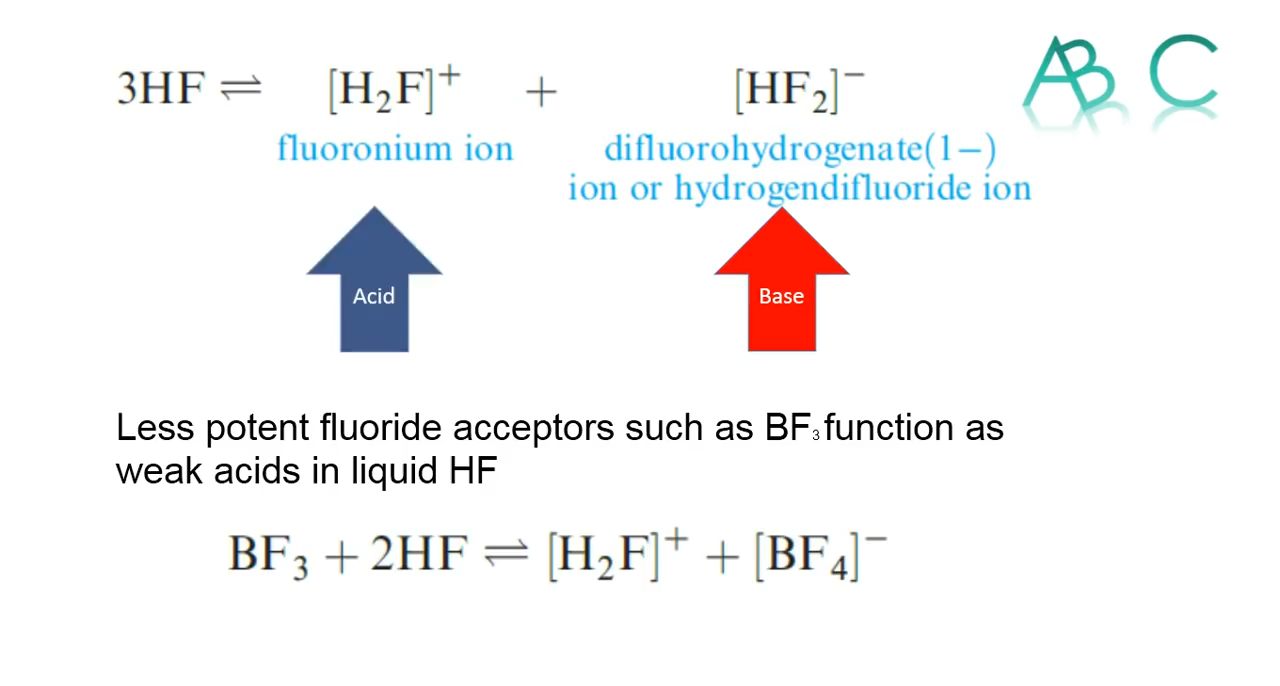 3HF ⇌ [H₂F]⁺ + [HF₂]⁻
ABC
fluoronium ion difluorohydrogenate(1−)
ion or hydrogendifluoride ion
Acid Base
Less potent fluoride acceptors such as BF₃ function as
weak acids in liquid HF
BF₃ + 2HF ⇌ [H₂F]⁺ + [BF₄]⁻